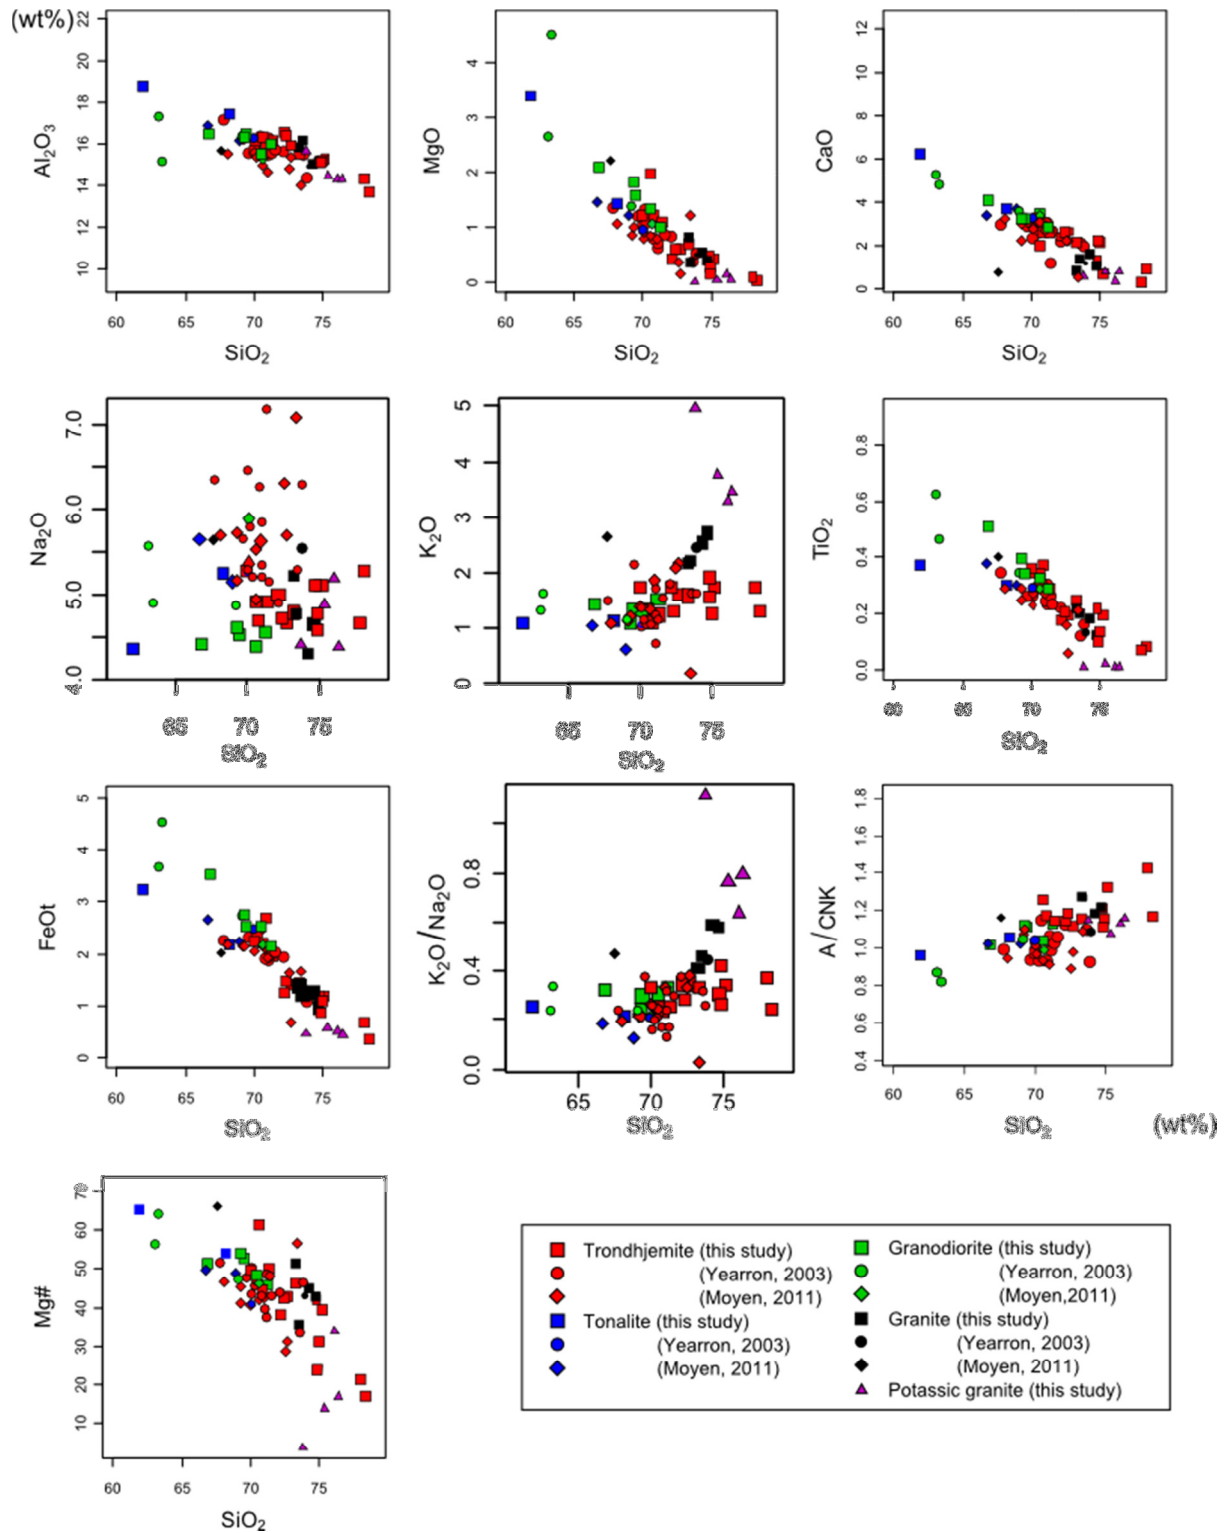 (wt%)
22
20
18
16
14
12
10
Al₂O₃
60 65 70 75
SiO₂
4
3
2
1
0
MgO
60 65 70 75
SiO₂
12
10
8
6
4
2
0
CaO
60 65 70 75
SiO₂
7.0
6.0
5.0
4.0
Na₂O
65 70 75
SiO₂
5
4
3
2
1
0
K₂O
65 70 75
SiO₂
0.8
0.6
0.4
0.2
0.0
TiO₂
60 65 70 75
SiO₂
5
4
3
2
1
0
FeOt
60 65 70 75
SiO₂
0.8
0.4
0.0
K₂O/Na₂O
65 70 75
SiO₂
1.8
1.6
1.4
1.2
1.0
0.8
0.6
0.4
A/CNK
60 65 70 75
SiO₂ (wt%)
70
60
50
40
30
20
10
Mg#
60 65 70 75
SiO₂
Trondhjemite (this study)
(Yearron, 2003)
(Moyen, 2011)
Tonalite (this study)
(Yearron, 2003)
(Moyen, 2011)
Granodiorite (this study)
(Yearron, 2003)
(Moyen,2011)
Granite (this study)
(Yearron, 2003)
(Moyen, 2011)
Potassic granite (this study)